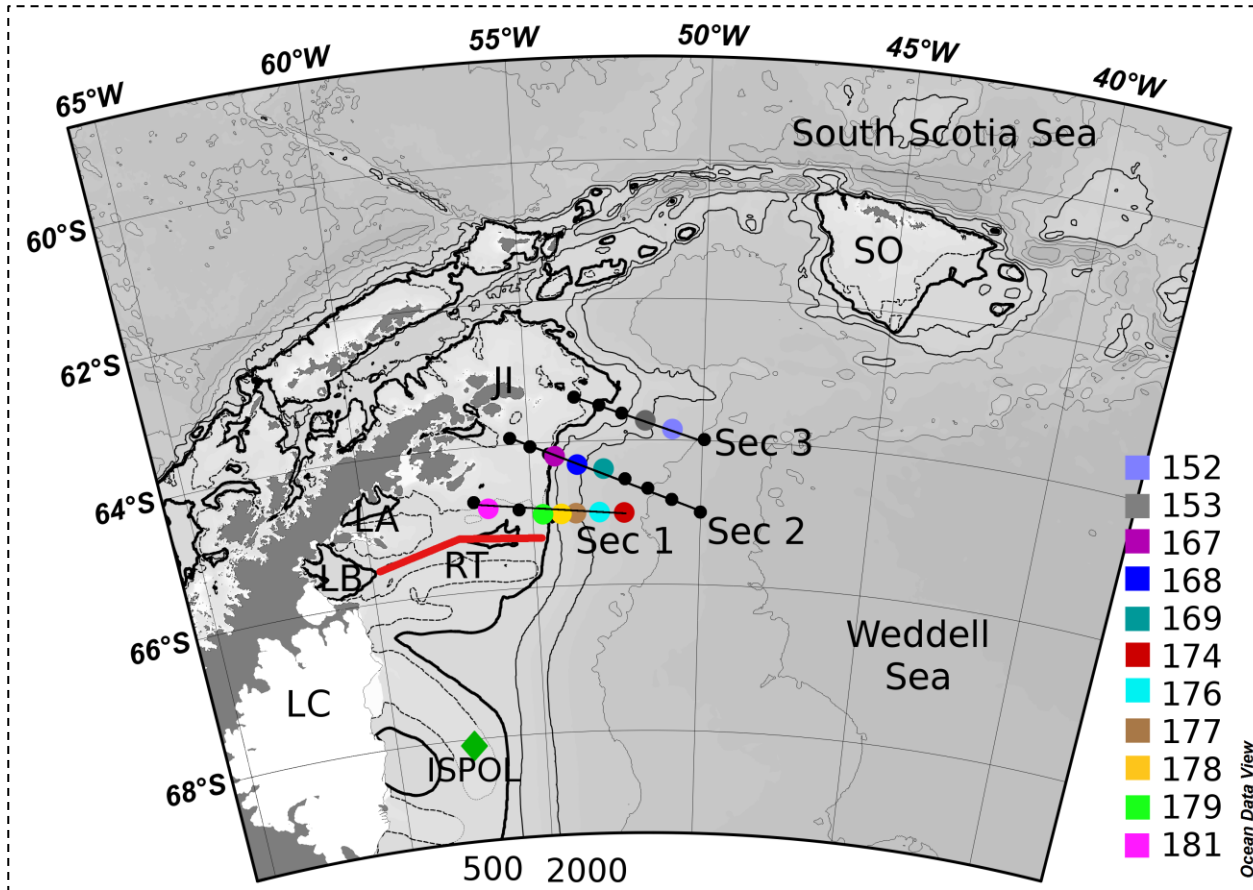 65°W
60°W
55°W
50°W
45°W
40°W
South Scotia Sea
60°S
SO
62°S
JI
Sec 3
64°S
LA
Sec 2
Sec 1
LB
RT
66°S
Weddell
Sea
LC
68°S
ISPOL
500
2000
152
153
167
168
169
174
176
177
178
179
181
Ocean Data View